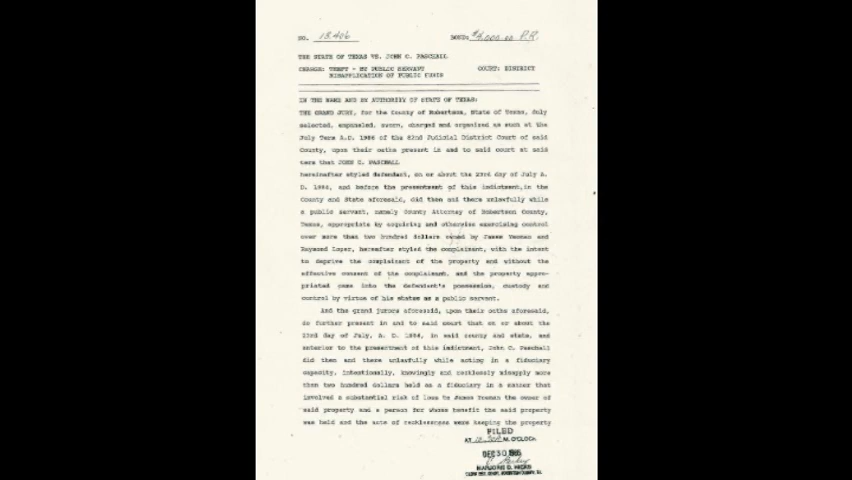 NO. 15,406 BOND: $4,000.00 P.R.
THE STATE OF TEXAS VS. JOHN C. PASCHALL
CHARGE: THEFT - BY PUBLIC SERVANT COURT: DISTRICT
MISAPPLICATION OF PUBLIC FUNDS
IN THE NAME AND BY AUTHORITY OF STATE OF TEXAS:
THE GRAND JURY, for the County of Robertson, State of Texas, duly
selected, empaneled, sworn, charged and organized as such at the
July Term A.D. 1986 of the 82nd Judicial District Court of said
County, upon their oaths present in and to said court at said
term that JOHN C. PASCHALL
hereinafter styled defendant, on or about the 23rd day of July A.
D. 1984, and before the presentment of this indictment, in the
County and State aforesaid, did then and there unlawfully while
a public servant, namely County Attorney of Robertson County,
Texas, appropriate by acquiring and otherwise exercising control
over more than two hundred dollars owned by James Yeeman and
Raymond Loper, hereafter styled the complainant, with the intent
to deprive the complainant of the property and without the
effective consent of the complainant, and the property appro-
priated came into the defendant's possession, custody and
control by virtue of his status as a public servant.
And the grand jurors aforesaid, upon their oaths aforesaid,
do further present in and to said court that on or about the
23rd day of July, A. D. 1984, in said county and state, and
anterior to the presentment of this indictment, John C. Paschall
did then and there unlawfully while acting in a fiduciary
capacity, intentionally, knowingly and recklessly misapply more
than two hundred dollars held as a fiduciary in a manner that
involved a substantial risk of loss to James Yeeman the owner of
said property and a person for whose benefit the said property
was held and the acts of recklessness were keeping the property
FILED
AT M. O'CLOCK
DEC 30